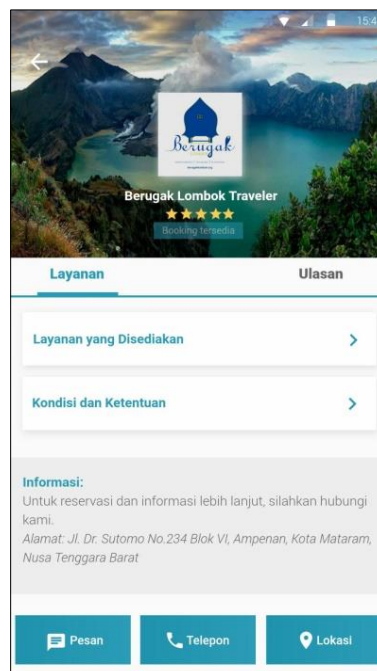 15:4
Berugak
Berugak Lombok Traveler
Booking tersedia
Layanan
Ulasan
Layanan yang Disediakan
Kondisi dan Ketentuan
Informasi:
Untuk reservasi dan informasi lebih lanjut, silahkan hubungi
kami.
Alamat: Jl. Dr. Sutomo No.234 Blok VI, Ampenan, Kota Mataram,
Nusa Tenggara Barat
Pesan
Telepon
Lokasi